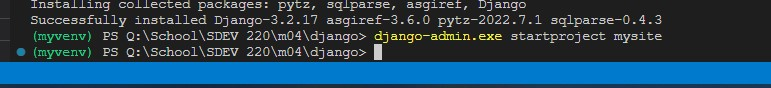 Installing collected packages: pytz, sqlparse, asgiref, Django
Successfully installed Django-3.2.17 asgiref-3.6.0 pytz-2022.7.1 sqlparse-0.4.3
(myvenv) PS Q:\School\SDEV 220\m04\django> django-admin.exe startproject mysite
(myvenv) PS Q:\School\SDEV 220\m04\django>